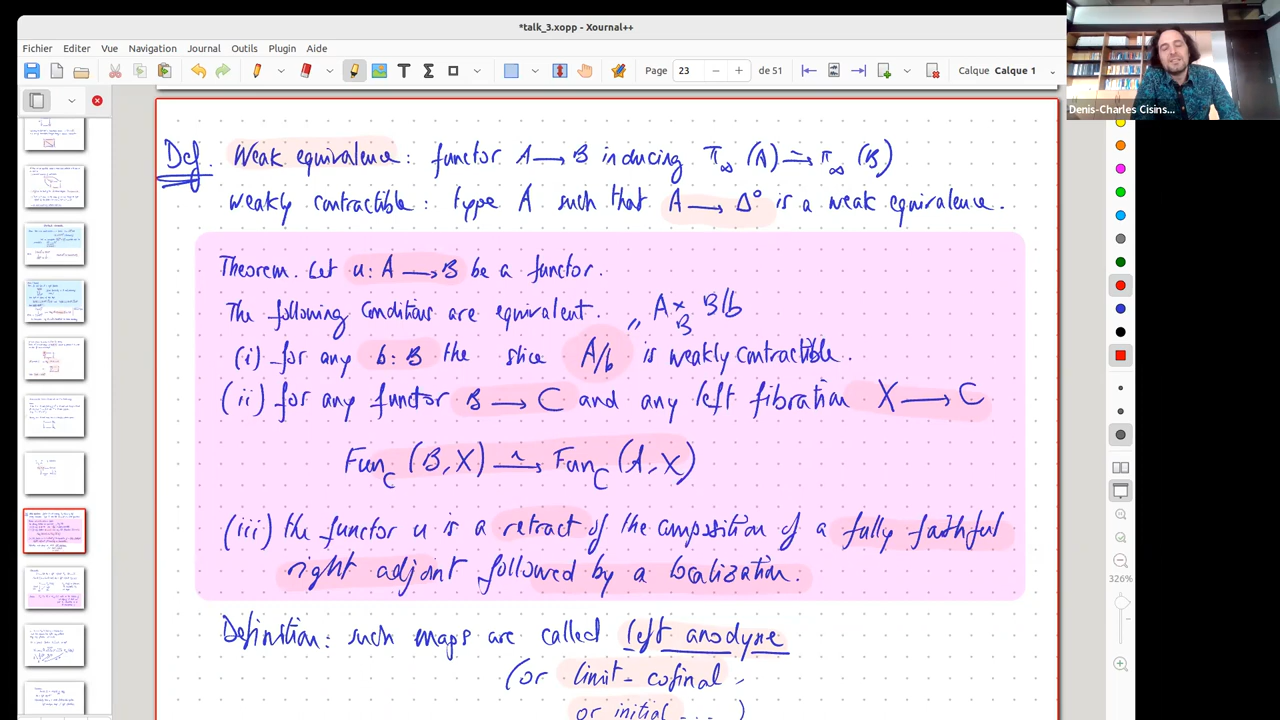 *talk_3.xopp - Xournal++
Fichier Editer Vue Navigation Journal Outils Plugin Aide
Page 23 de 51 Calque Calque 1
Denis-Charles Cisins...
Def. Weak equivalence: functor A → B inducing π∞(A) ≃→ π∞(B)
Weakly contractible: type A such that A → Δ⁰ is a weak equivalence.
Theorem. Let u: A → B be a functor.
The following conditions are equivalent. " A ×_B B/b
(i) for any b: B the slice A/b is weakly contractible.
(ii) for any functor B → C and any left fibration X → C
Fun_C (B, X) ~→ Fun_C (A, X)
(iii) the functor u is a retract of the composition of a fully faithful
right adjoint followed by a localization.
Definition: such maps are called left anodyne
(or limit-cofinal,
or initial ... )
326%